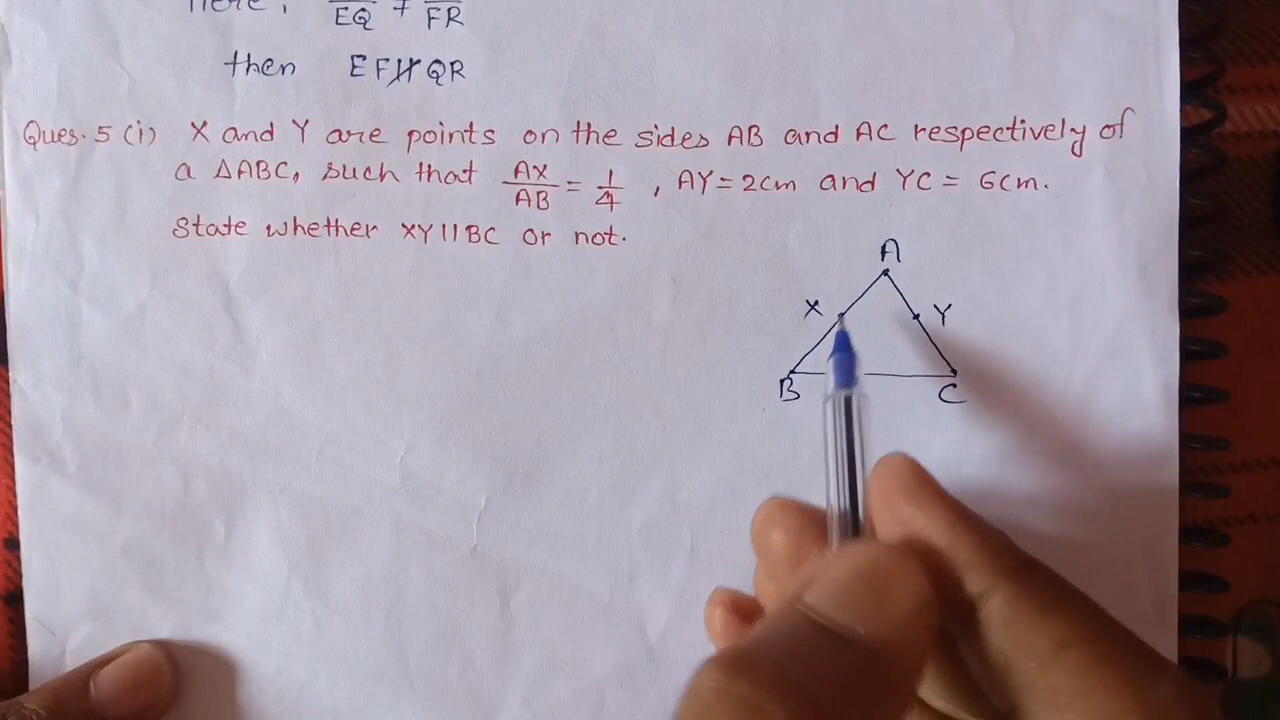 Here, EQ ≠ FR
then EF∦QR
Ques. 5 (i) X and Y are points on the sides AB and AC respectively of
a ΔABC, such that AX/AB = 1/4, AY = 2cm and YC = 6cm.
State whether XY||BC or not.
A
X Y
B C